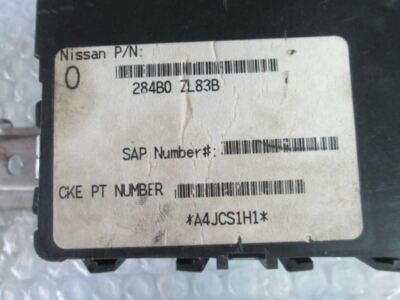 Nissan P/N:
0
284B0 ZL83B
SAP Number#:
CKE PT NUMBER
*A4JCS1H1*